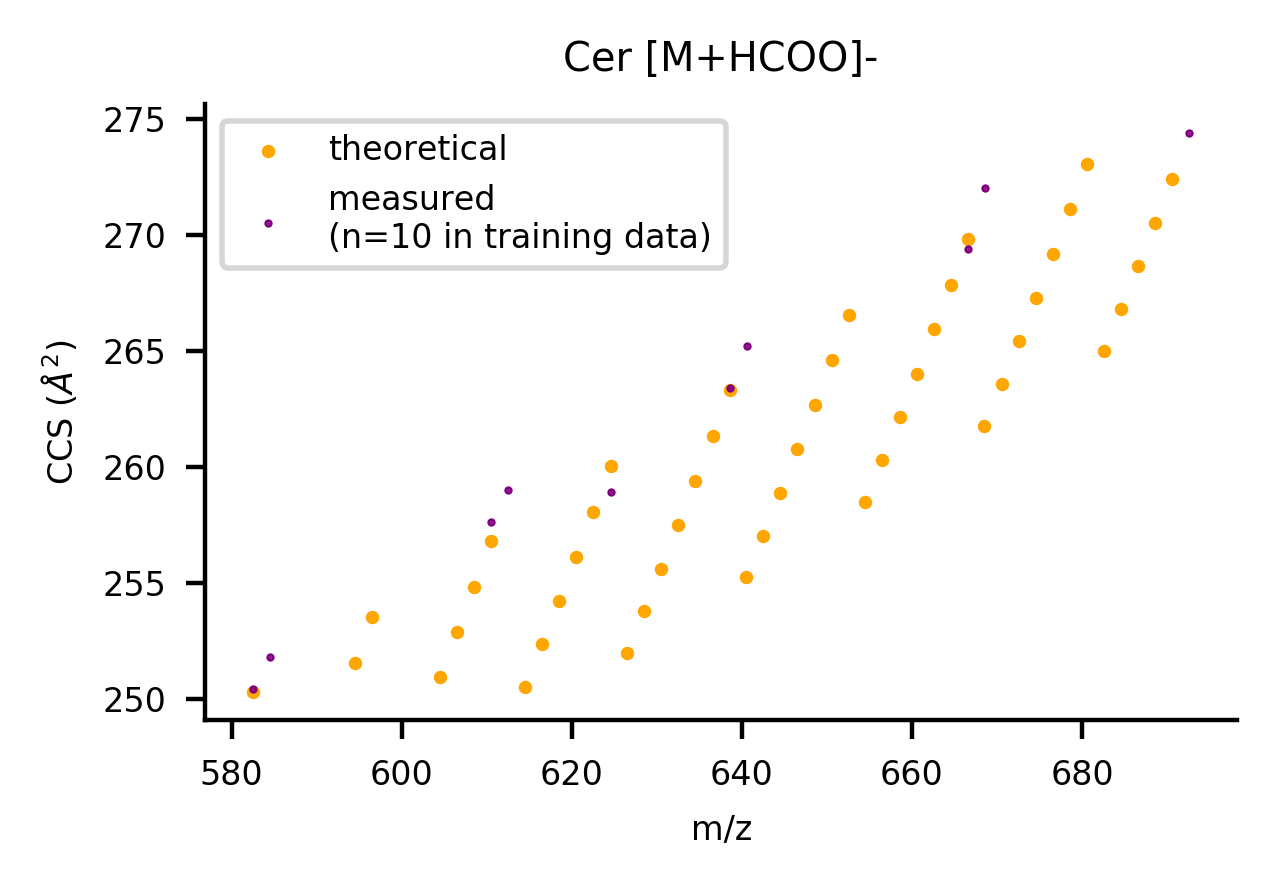 Cer [M+HCOO]-
275
270
265
260
255
250
CCS (Å²)
theoretical
measured
(n=10 in training data)
580 600 620 640 660 680
m/z